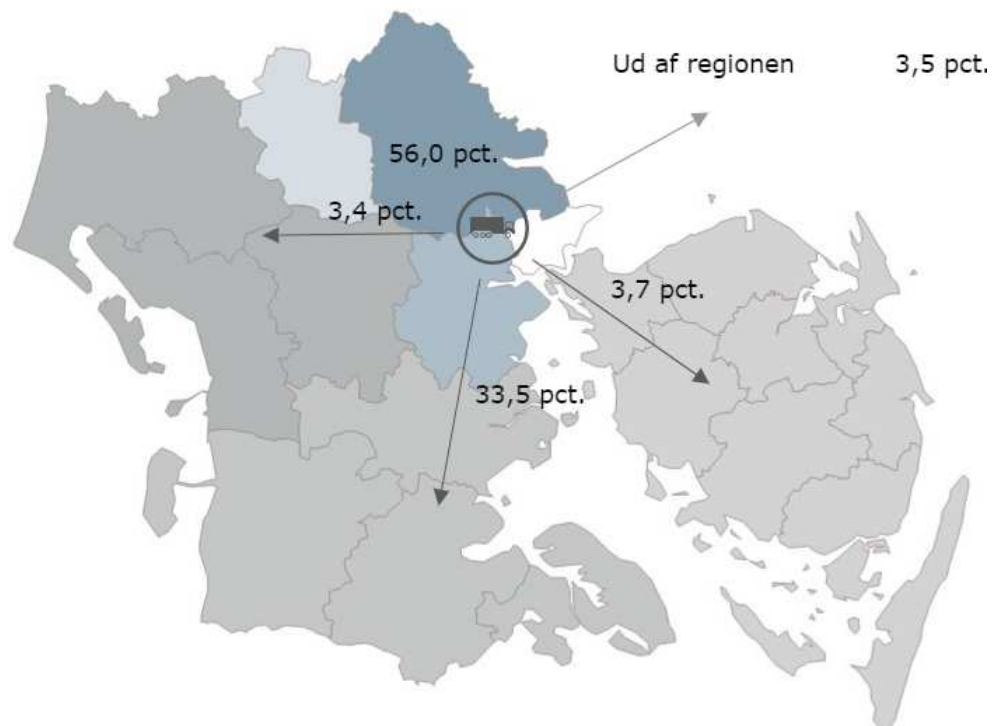 Ud af regionen 3,5 pct.
56,0 pct.
3,4 pct.
3,7 pct.
33,5 pct.